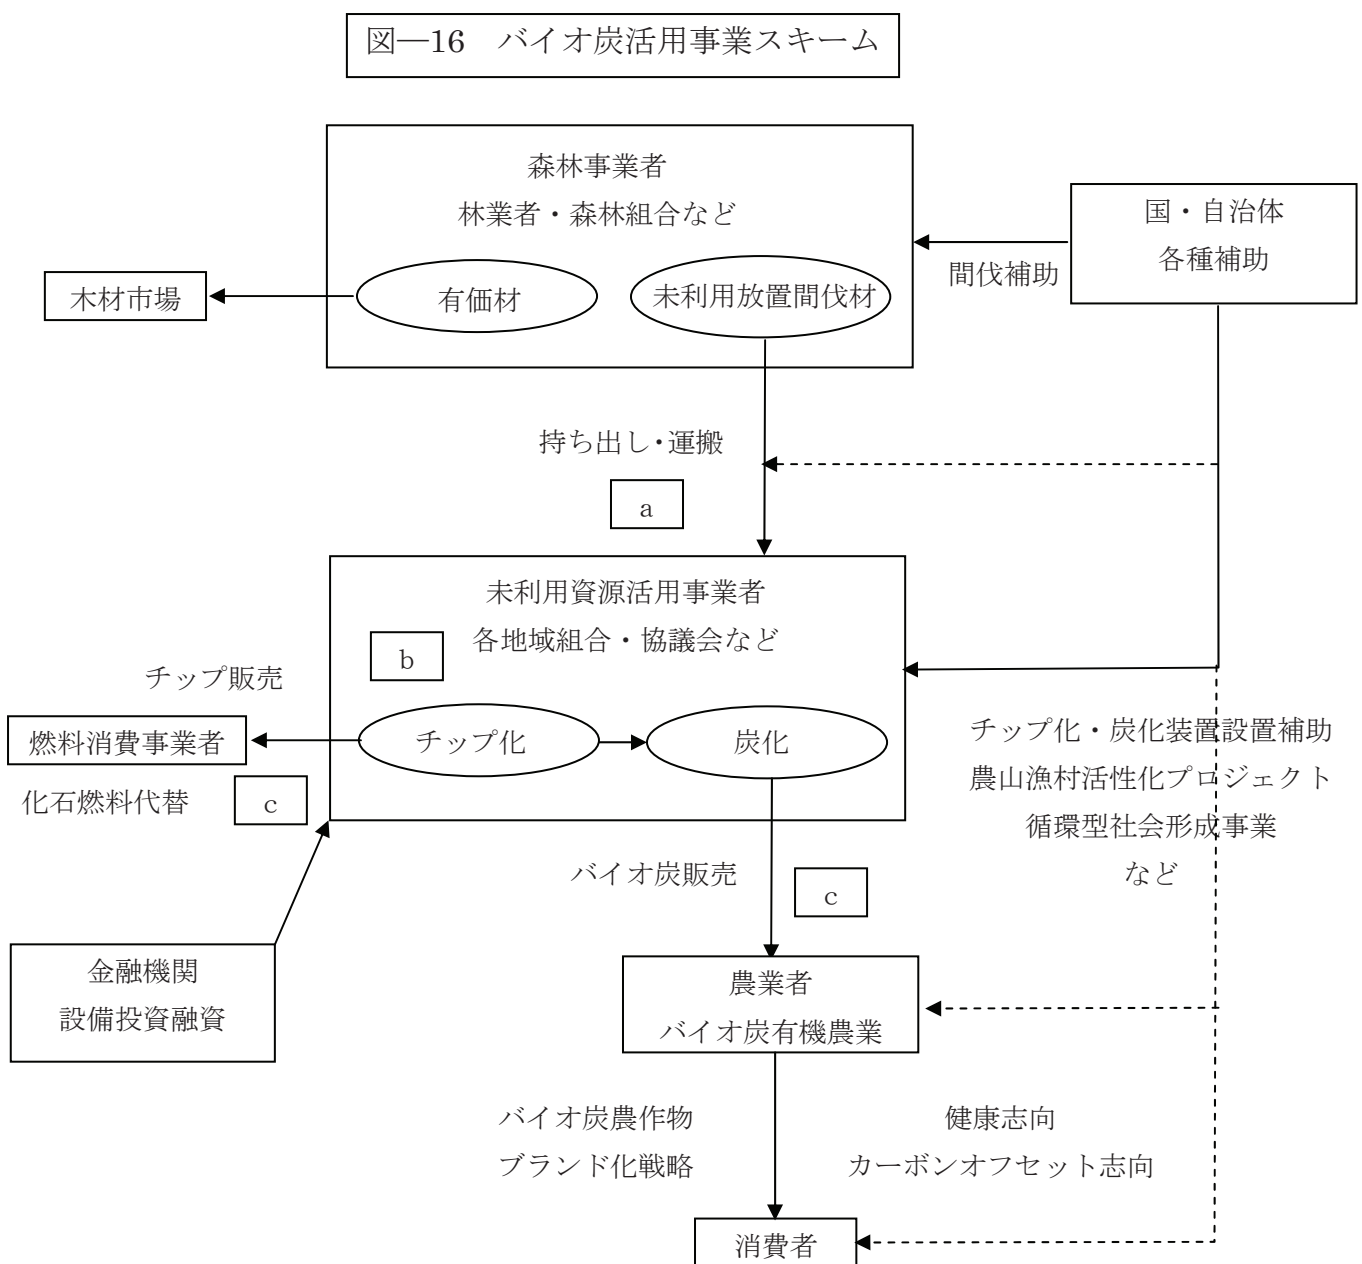 図―16　バイオ炭活用事業スキーム
森林事業者
林業者・森林組合など
国・自治体
各種補助
間伐補助
木材市場
有価材
未利用放置間伐材
持ち出し・運搬
a
未利用資源活用事業者
各地域組合・協議会など
b
チップ販売
燃料消費事業者
チップ化
炭化
化石燃料代替
c
チップ化・炭化装置設置補助
農山漁村活性化プロジェクト
循環型社会形成事業
など
バイオ炭販売
c
金融機関
設備投資融資
農業者
バイオ炭有機農業
バイオ炭農作物
ブランド化戦略
健康志向
カーボンオフセット志向
消費者